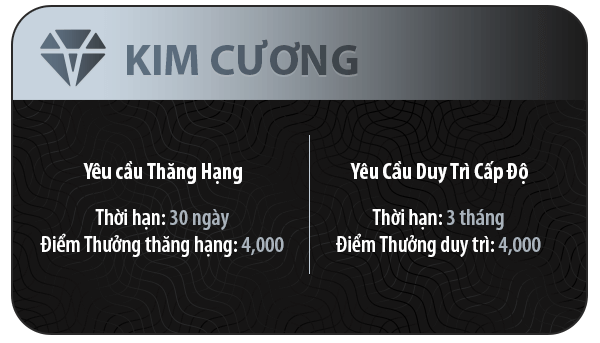 KIM CƯƠNG
Yêu cầu Thăng Hạng
Thời hạn: 30 ngày
Điểm Thưởng thăng hạng: 4,000
Yêu Cầu Duy Trì Cấp Độ
Thời hạn: 3 tháng
Điểm Thưởng duy trì: 4,000